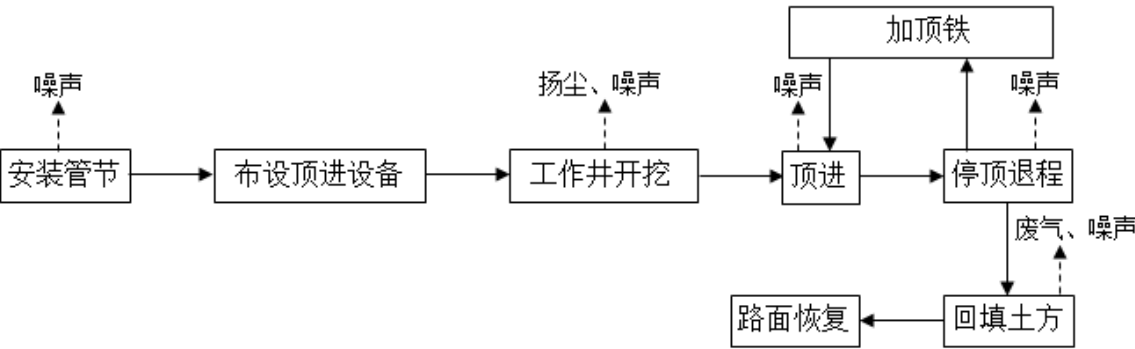 加顶铁
噪声
扬尘、噪声
噪声
噪声
安装管节
布设顶进设备
工作井开挖
顶进
停顶退程
废气、噪声
路面恢复
回填土方